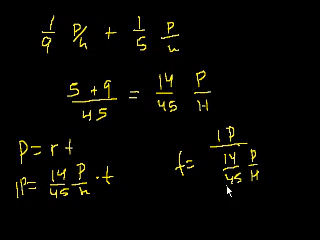 1/9 P/h + 1/5 P/h
5 + 9 / 45 = 14/45 P/H
P = r t
1P = 14/45 P/h · t
t = 1P / 14/45 P/H